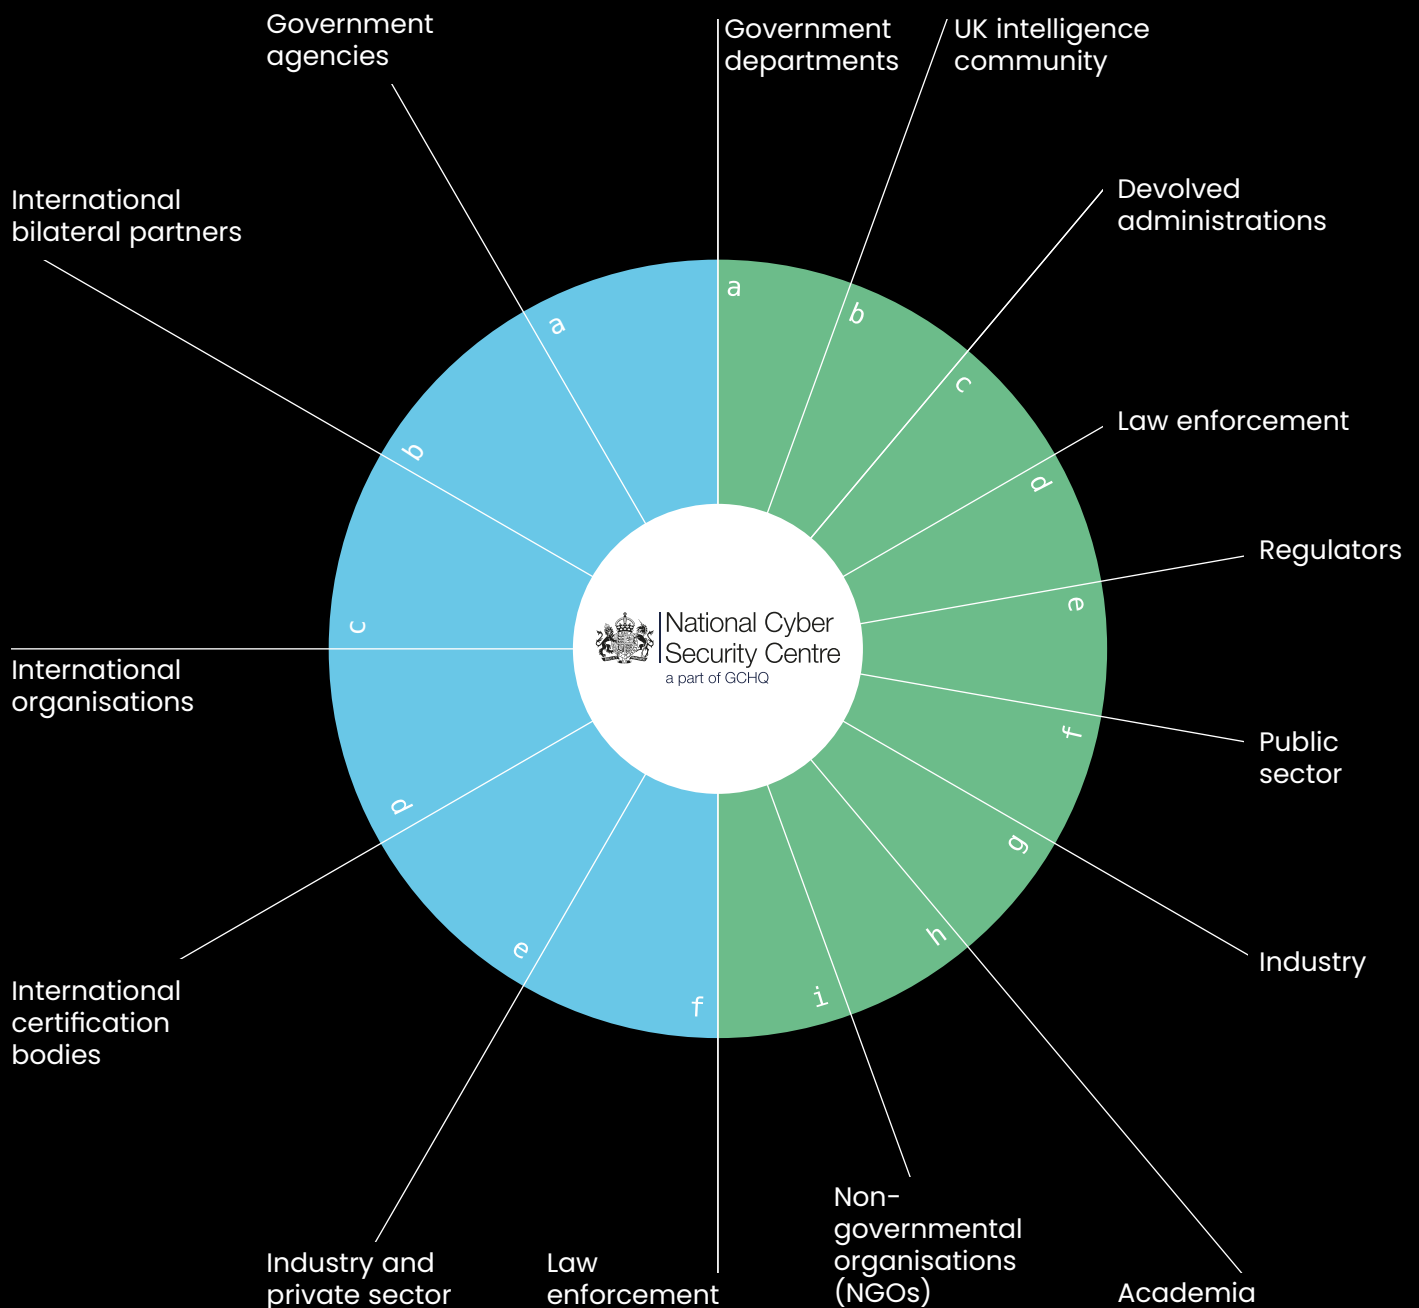 Government
agencies
Government
departments
UK intelligence
community
Devolved
administrations
International
bilateral partners
a
b
a
c
Law enforcement
b
d
Regulators
e
c
National Cyber
Security Centre
a part of GCHQ
International
organisations
f
Public
sector
d
g
Industry
e
h
i
f
International
certification
bodies
Non-
governmental
organisations
(NGOs)
Industry and
private sector
Law
enforcement
Academia